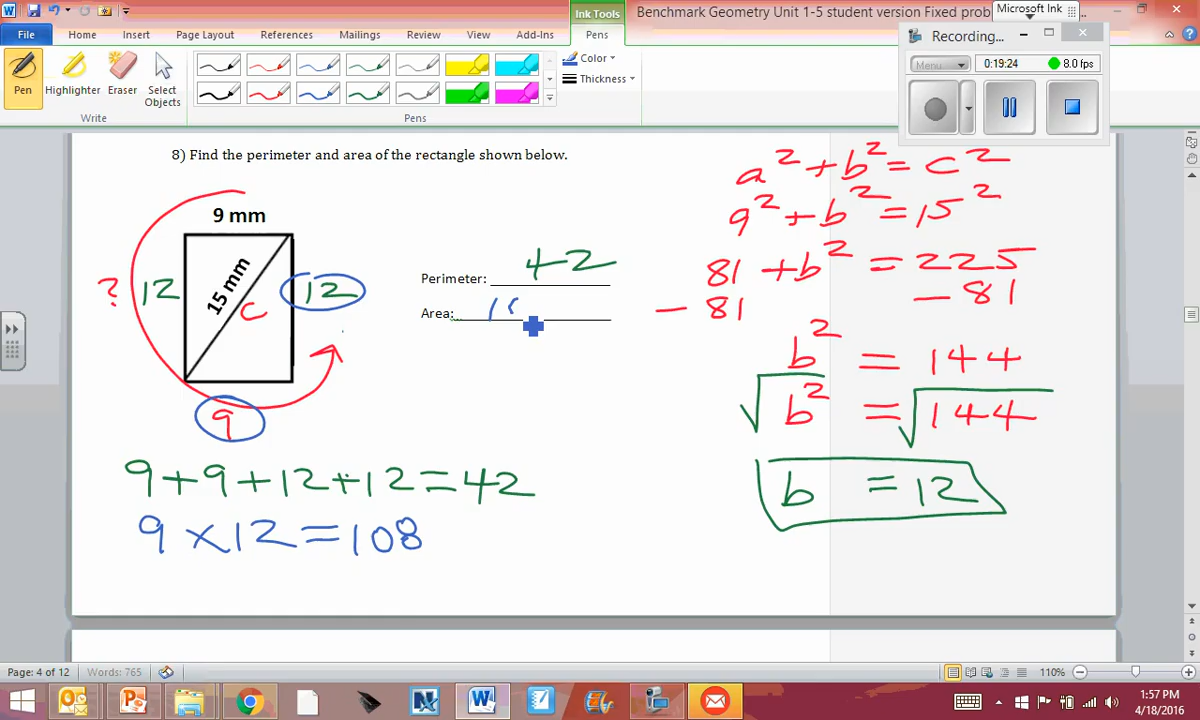 Ink Tools
Benchmark Geometry Unit 1-5 student version Fixed prob
Microsoft Ink
File
Home
Insert
Page Layout
References
Mailings
Review
View
Add-Ins
Pens
Recording...
Menu
0:19:24
8.0 fps
Pen
Highlighter
Eraser
Select
Objects
Color
Thickness
Write
Pens
8) Find the perimeter and area of the rectangle shown below.
9 mm
15 mm
C
? 12
12
9
Perimeter: 42
Area:
9+9+12+12=42
9×12=108
a²+b²=c²
9²+b²=15²
81+b²=225
-81 -81
b²=144
√b²=√144
b=12
Page: 4 of 12
Words: 765
110%
1:57 PM
4/18/2016